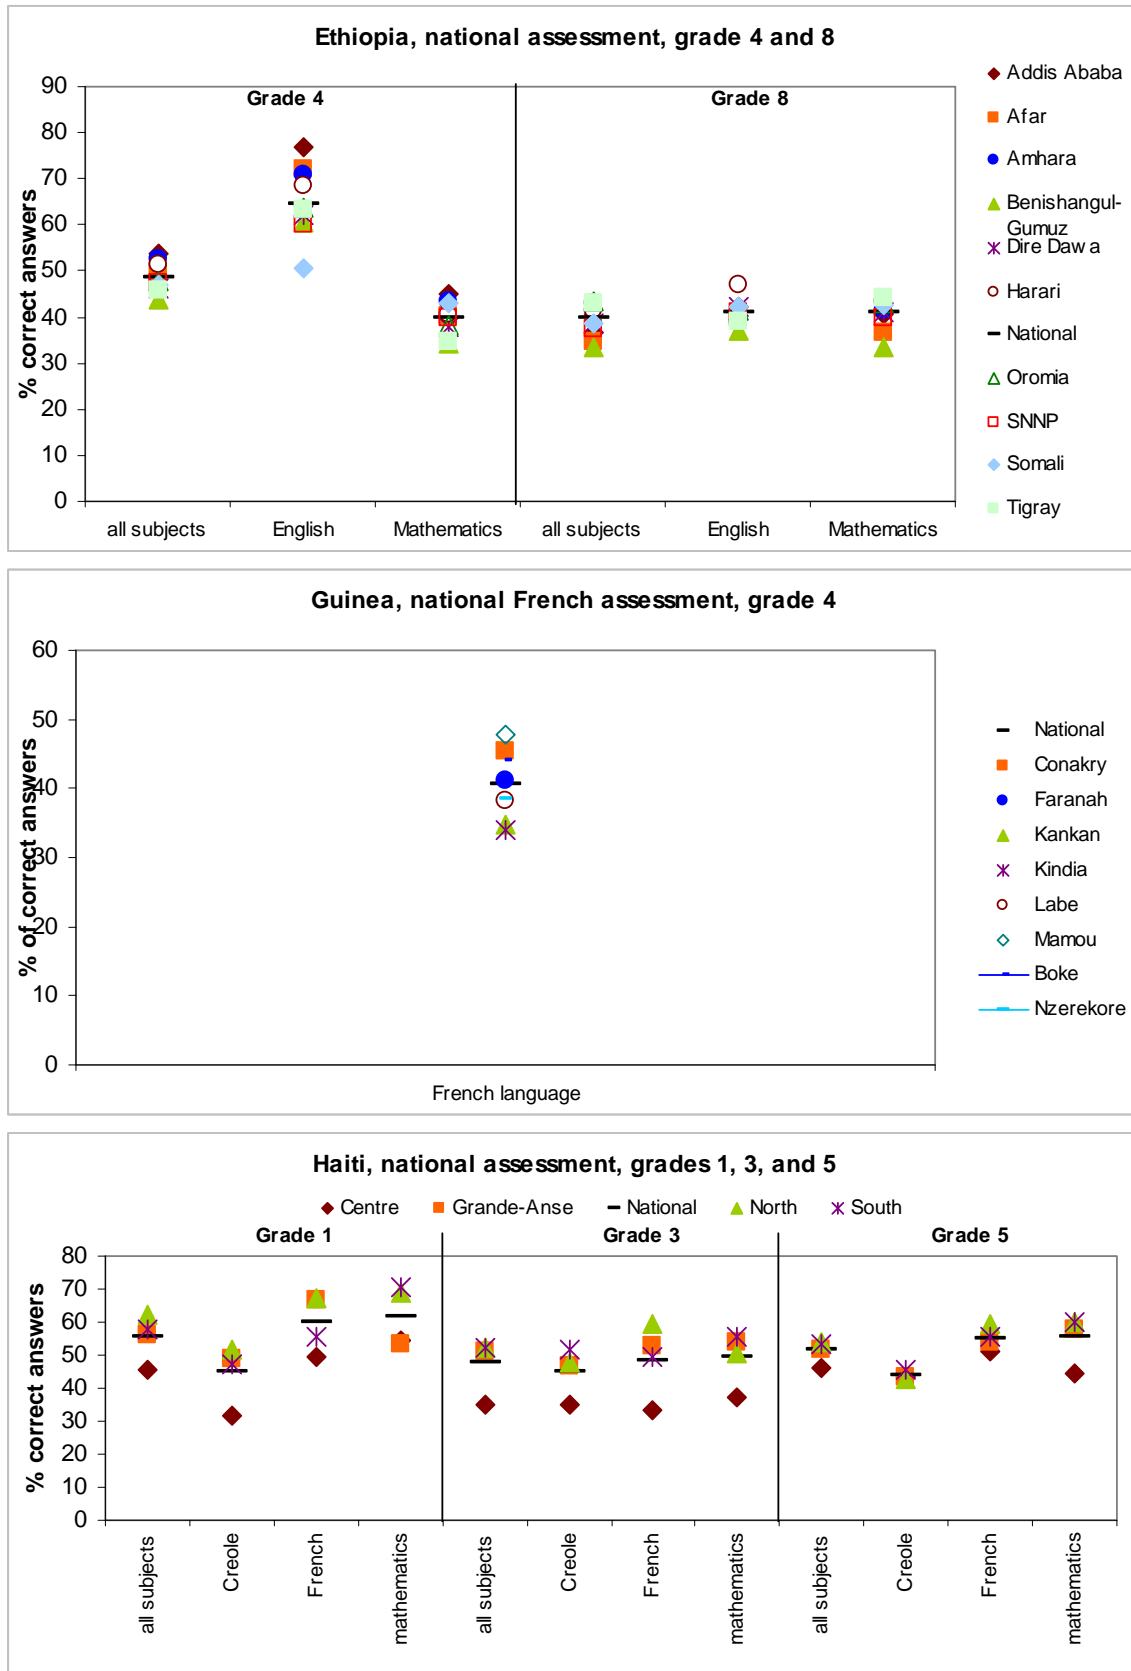 Ethiopia, national assessment, grade 4 and 8
% correct answers
90
80
70
60
50
40
30
20
10
0
Grade 4
Grade 8
all subjects
English
Mathematics
all subjects
English
Mathematics
Addis Ababa
Afar
Amhara
Benishangul-
Gumuz
Dire Dawa
Harari
National
Oromia
SNNP
Somali
Tigray
Guinea, national French assessment, grade 4
% of correct answers
60
50
40
30
20
10
0
French language
National
Conakry
Faranah
Kankan
Kindia
Labe
Mamou
Boke
Nzerekore
Haiti, national assessment, grades 1, 3, and 5
Centre
Grande-Anse
National
North
South
Grade 1
Grade 3
Grade 5
% correct answers
80
70
60
50
40
30
20
10
0
all subjects
Creole
French
mathematics
all subjects
Creole
French
mathematics
all subjects
Creole
French
mathematics